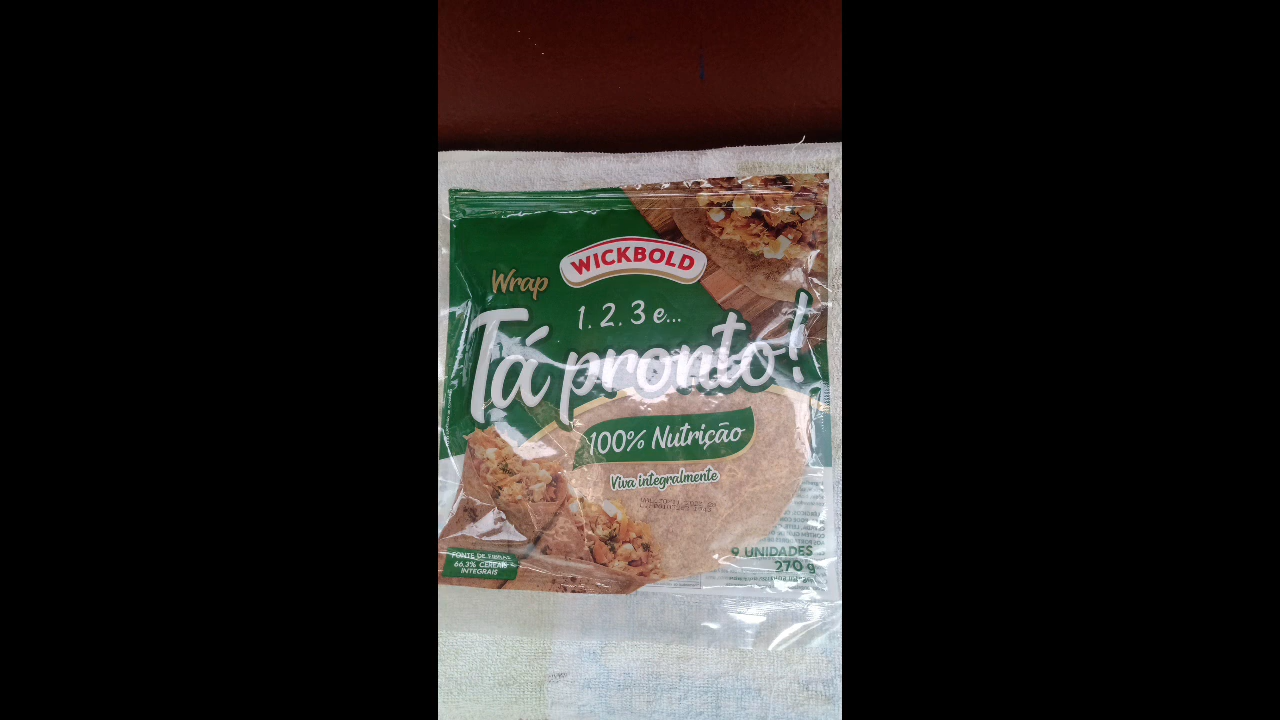 WICKBOLD
Wrap
1, 2, 3 e...
Tá pronto!
100% Nutrição
Viva integralmente
FONTE DE FIBRAS
66,3% CEREAIS
INTEGRAIS
9 UNIDADES
270 g